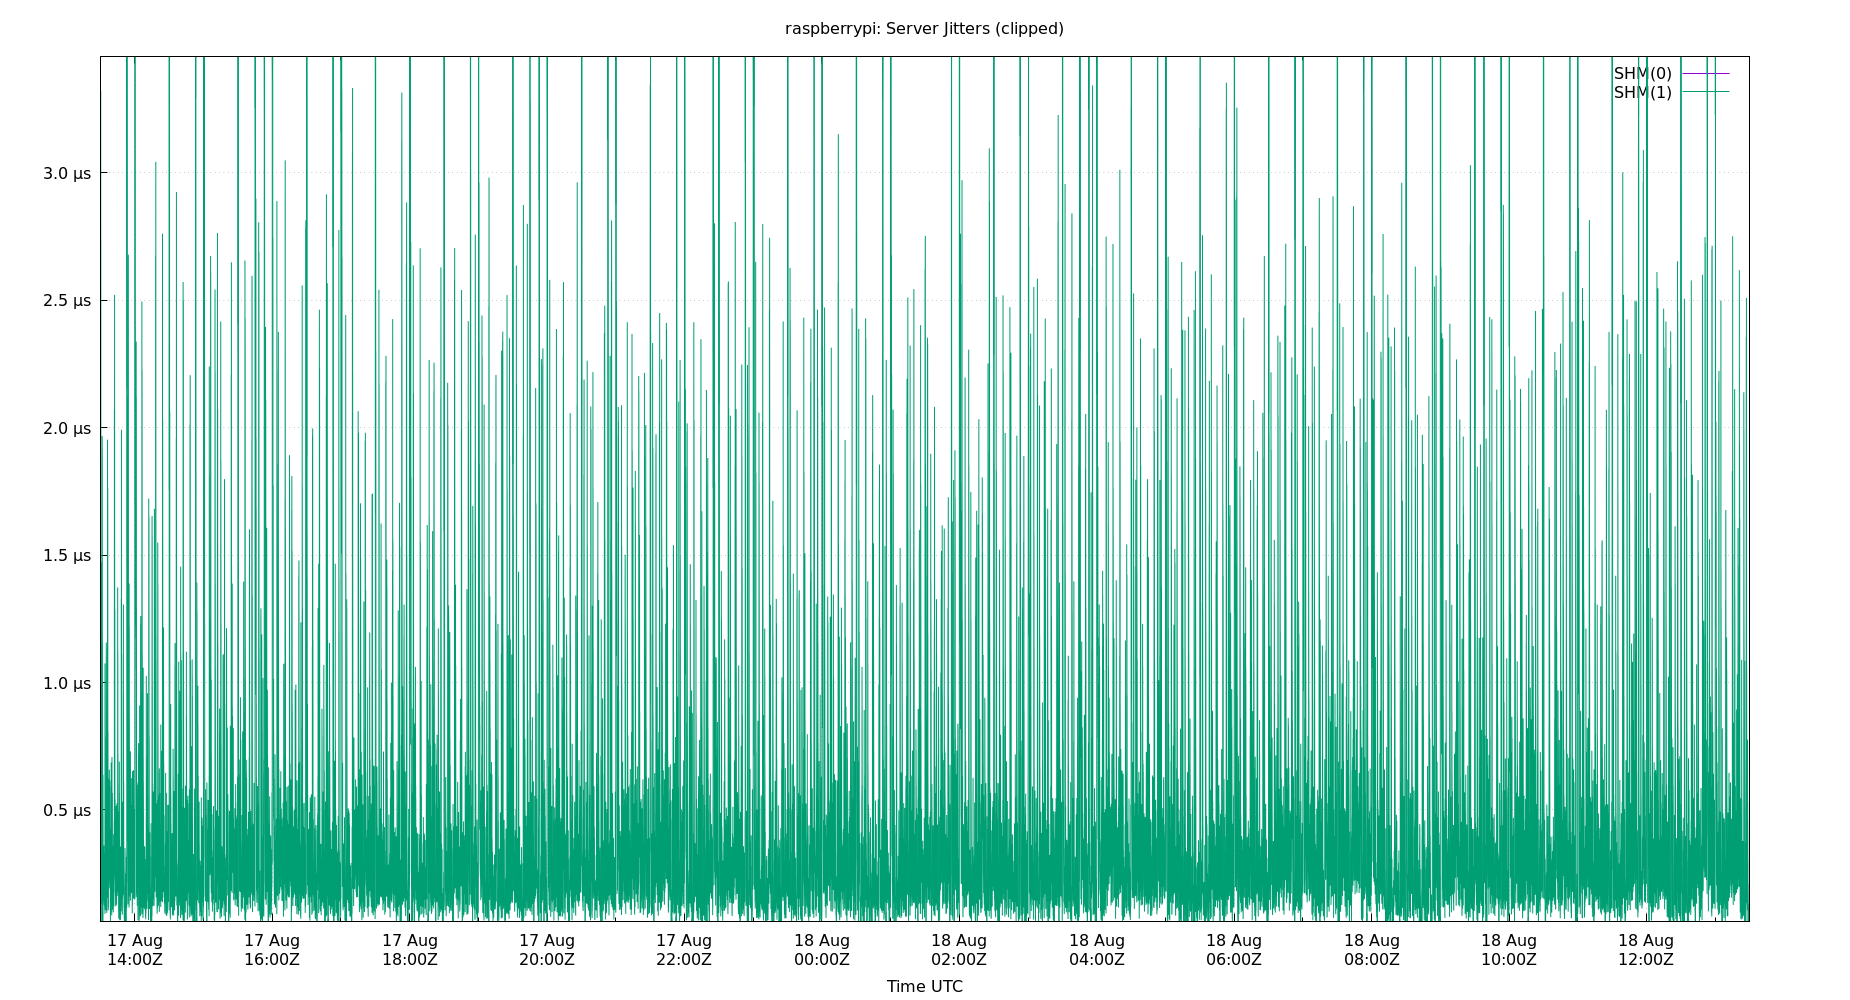 raspberrypi: Server Jitters (clipped)
SHM(0)
SHM(1)
3.0 µs
2.5 µs
2.0 µs
1.5 µs
1.0 µs
0.5 µs
17 Aug 17 Aug 17 Aug 17 Aug 17 Aug 18 Aug 18 Aug 18 Aug 18 Aug 18 Aug 18 Aug 18 Aug
14:00Z 16:00Z 18:00Z 20:00Z 22:00Z 00:00Z 02:00Z 04:00Z 06:00Z 08:00Z 10:00Z 12:00Z
Time UTC